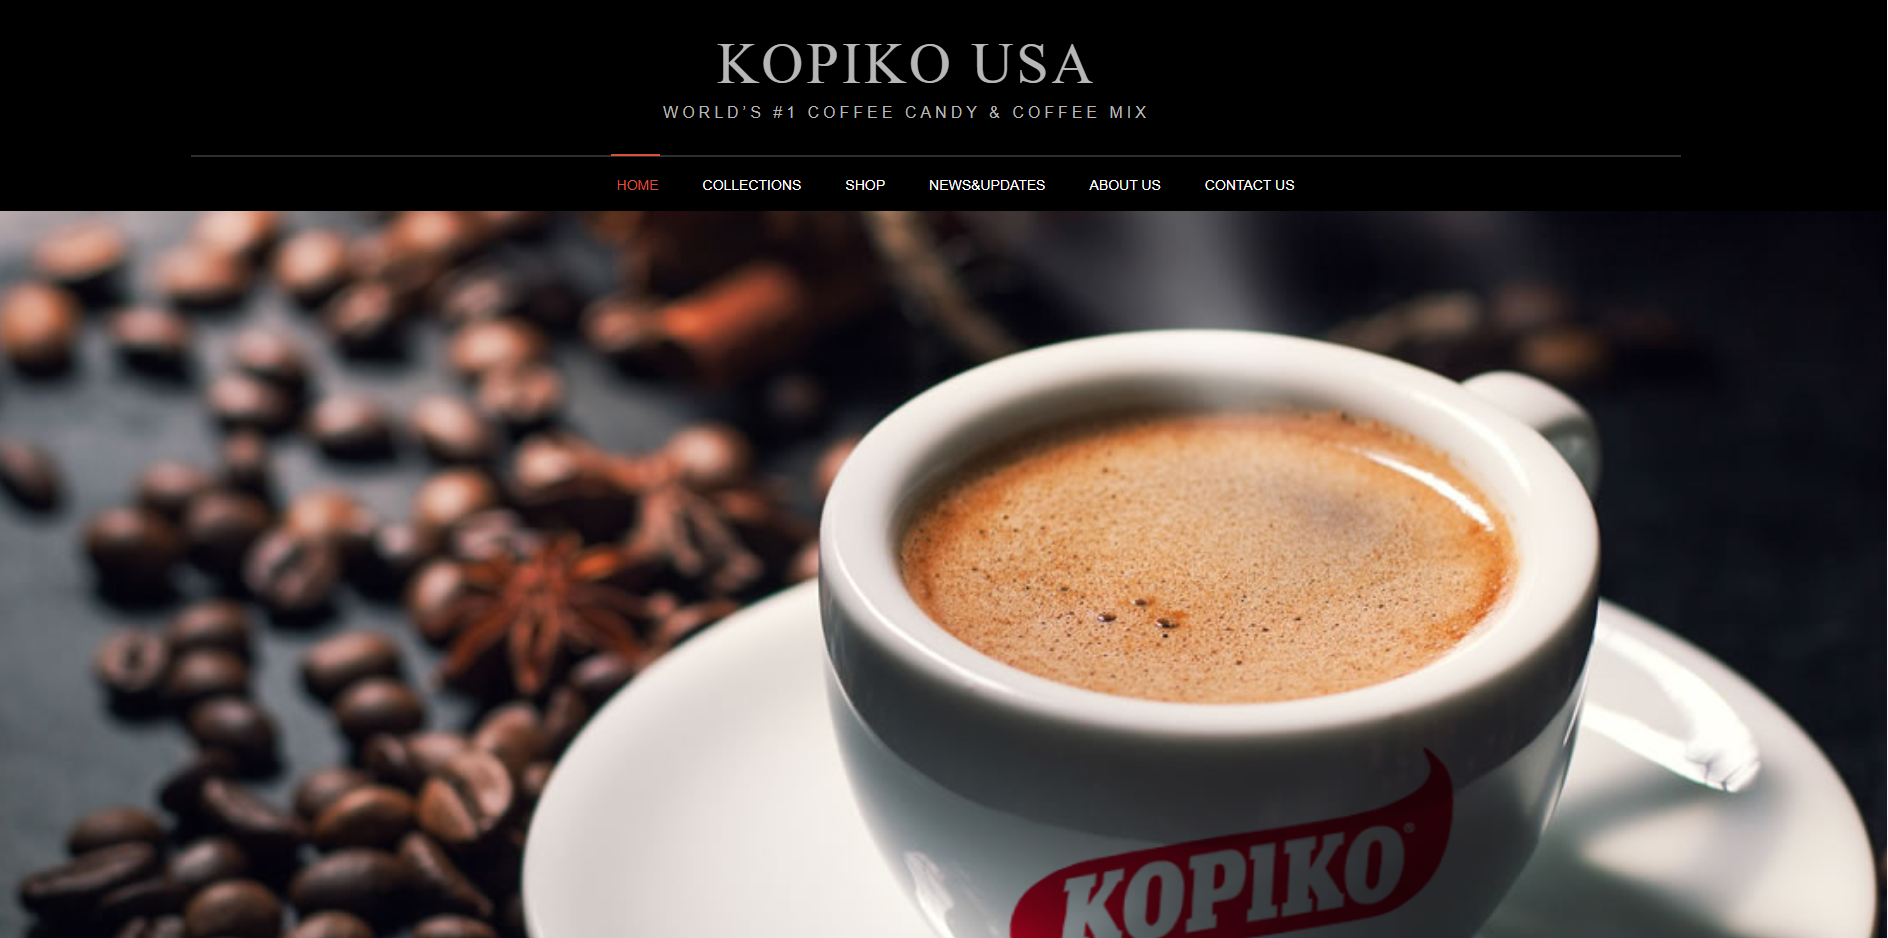 KOPIKO USA
WORLD'S #1 COFFEE CANDY & COFFEE MIX
HOME COLLECTIONS SHOP NEWS&UPDATES ABOUT US CONTACT US
KOPIKO®